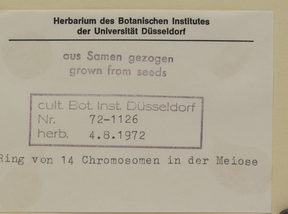 Herbarium des Botanischen Institutes
der Universität Düsseldorf
aus Samen gezogen
grown from seeds
cult. Bot. Inst. Düsseldorf
Nr. 72-1126
herb. 4.8.1972
Ring von 14 Chromosomen in der Meiose